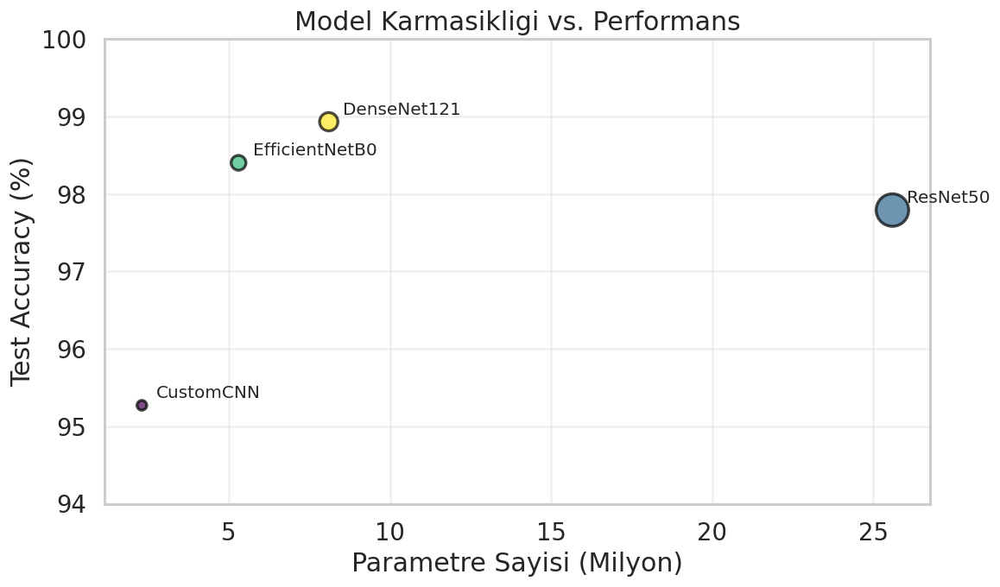 Model Karmasikligi vs. Performans
100
99
98
97
96
95
94
Test Accuracy (%)
DenseNet121
EfficientNetB0
ResNet50
CustomCNN
5
10
15
20
25
Parametre Sayisi (Milyon)